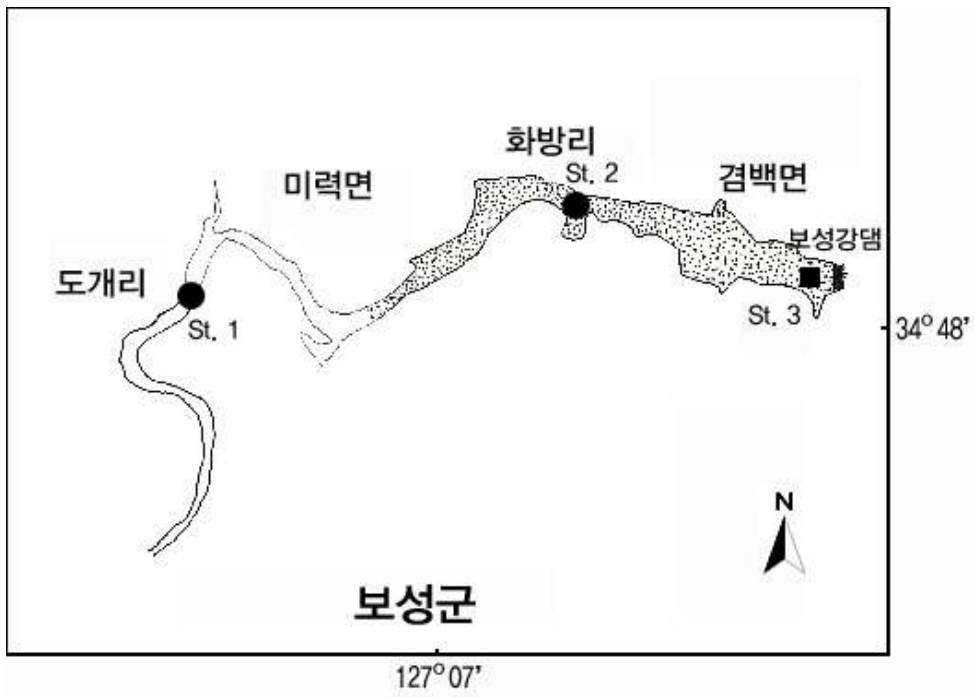 화방리
St. 2
미력면
겸백면
보성강댐
도개리
St. 1
St. 3
34° 48'
N
보성군
127° 07'